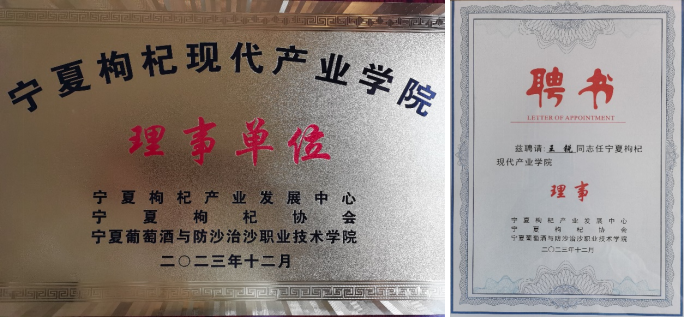 宁夏枸杞现代产业学院
理事单位
宁夏枸杞产业发展中心
宁夏枸杞协会
宁夏葡萄酒与防沙治沙职业技术学院
二〇二三年十二月
聘书
LETTER OF APPOINTMENT
兹聘请:王锐同志任宁夏枸杞
现代产业学院
理事
宁夏枸杞产业发展中心
宁夏枸杞协会
宁夏葡萄酒与防沙治沙职业技术学院
二〇二三年十二月